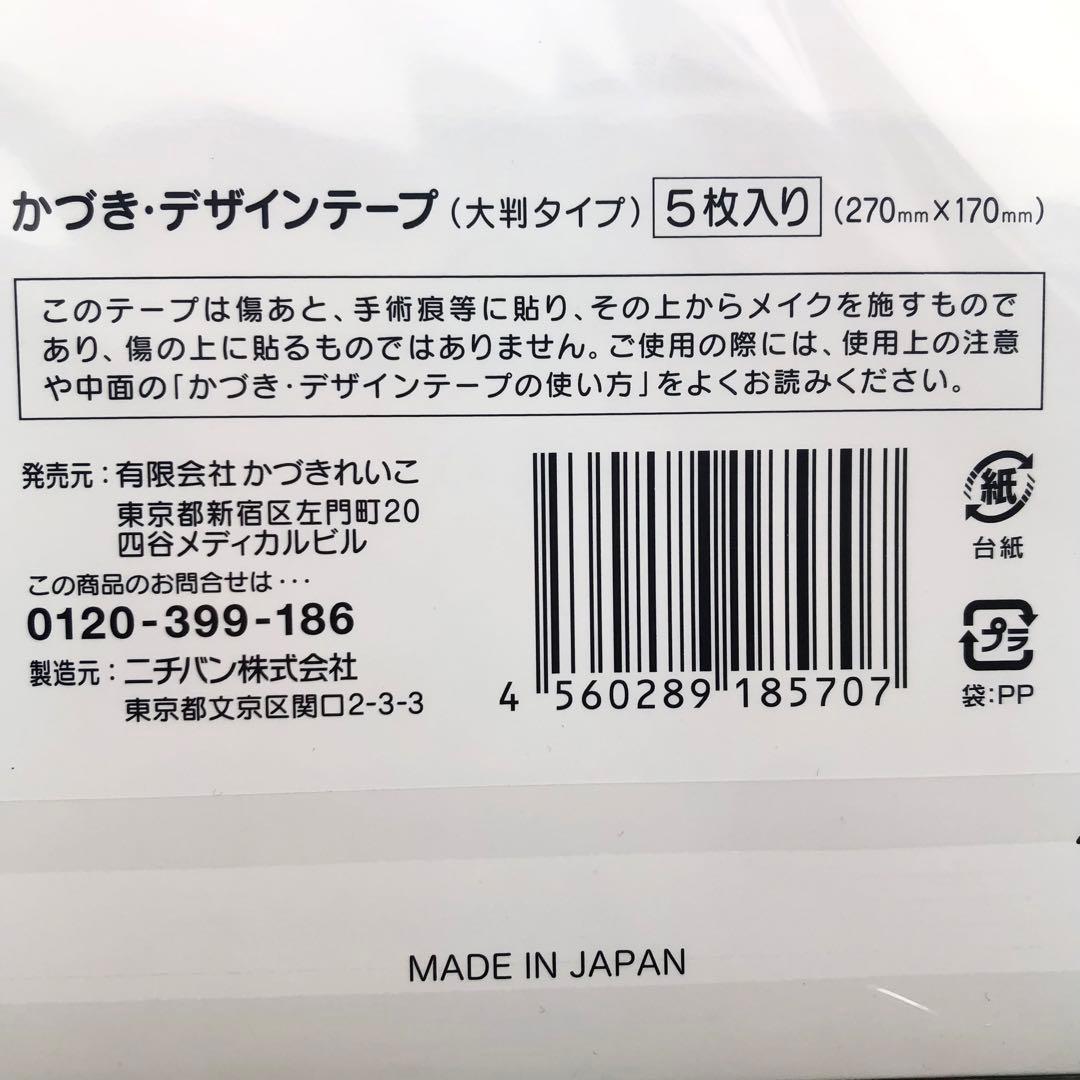 かづき・デザインテープ（大判タイプ） 5枚入り （270mm×170mm）
このテープは傷あと、手術痕等に貼り、その上からメイクを施すもので
あり、傷の上に貼るものではありません。ご使用の際には、使用上の注意
や中面の「かづき・デザインテープの使い方」をよくお読みください。
発売元：有限会社 かづきれいこ
東京都新宿区左門町20
四谷メディカルビル
この商品のお問合せは・・・
0120-399-186
製造元：ニチバン株式会社
東京都文京区関口2-3-3
4 560289 185707
紙
台紙
プラ
袋：PP
MADE IN JAPAN